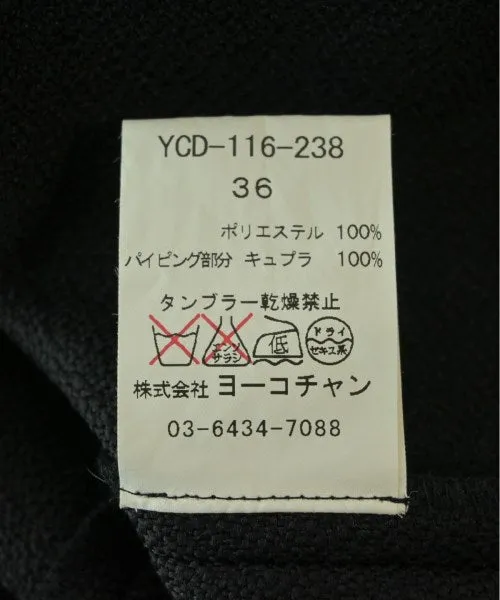 YCD-116-238
36
ポリエステル 100%
パイピング部分 キュプラ 100%
タンブラー乾燥禁止
エンソ サラシ 低 ドライ セキユ系
株式会社 ヨーコチャン
03-6434-7088